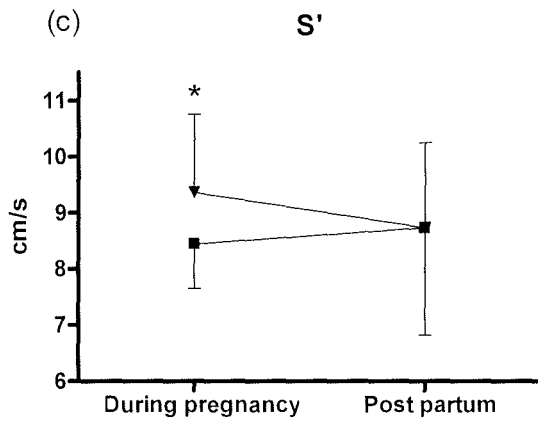 (c)
S'
*
11
10
9
8
7
6
cm/s
During pregnancy
Post partum